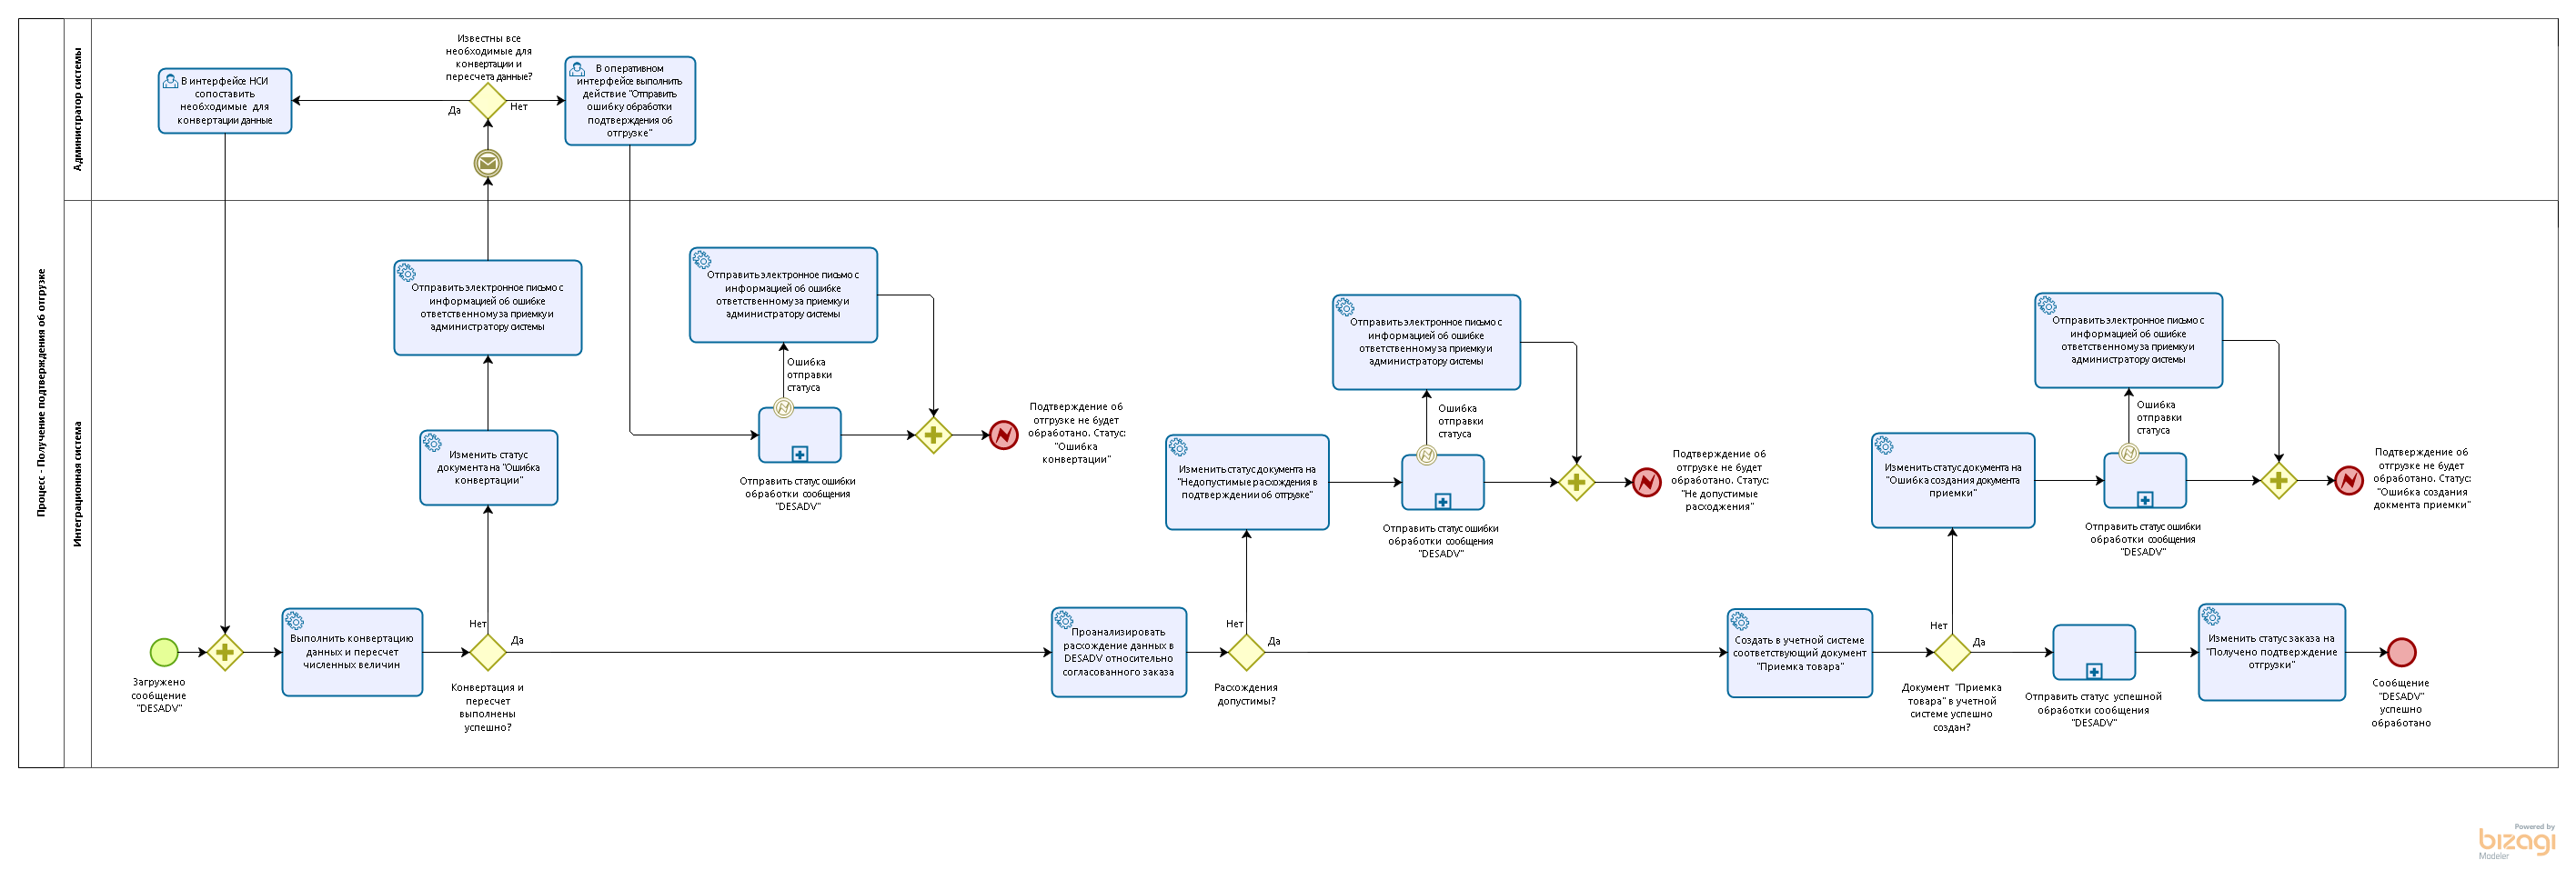 Процесс - Получение подтверждения об отгрузке
Администратор системы
Интеграционная система
В интерфейсе НСИ
сопоставить
необходимые для
конвертации данные
Известны все
необходимые для
конвертации и
пересчета данные?
Да
Нет
В оперативном
интерфейсе выполнить
действие "Отправить
ошибку обработки
подтверждения об
отгрузке"
Отправить электронное письмо с
информацией об ошибке
ответственному за приемку и
администратору системы
Изменить статус
документа на "Ошибка
конвертации"
Нет
Да
Загружено
сообщение
"DESADV"
Выполнить конвертацию
данных и пересчет
численных величин
Конвертация и
пересчет
выполнены
успешно?
Отправить электронное письмо с
информацией об ошибке
ответственному за приемку и
администратору системы
Ошибка
отправки
статуса
Отправить статус ошибки
обработки сообщения
"DESADV"
Подтверждение об
отгрузке не будет
обработано. Статус:
"Ошибка
конвертации"
Проанализировать
расхождение данных в
DESADV относительно
согласованного заказа
Нет
Да
Расхождения
допустимы?
Изменить статус документа на
"Недопустимые расхождения в
подтверждении об отгрузке"
Отправить электронное письмо с
информацией об ошибке
ответственному за приемку и
администратору системы
Ошибка
отправки
статуса
Отправить статус ошибки
обработки сообщения
"DESADV"
Подтверждение об
отгрузке не будет
обработано. Статус:
"Не допустимые
расходжения"
Создать в учетной системе
соответствующий документ
"Приемка товара"
Нет
Да
Документ "Приемка
товара" в учетной
системе успешно
создан?
Изменить статус документа на
"Ошибка создания документа
приемки"
Отправить электронное письмо с
информацией об ошибке
ответственному за приемку и
администратору системы
Ошибка
отправки
статуса
Отправить статус ошибки
обработки сообщения
"DESADV"
Подтверждение об
отгрузке не будет
обработано. Статус:
"Ошибка создания
докмента приемки"
Отправить статус успешной
обработки сообщения
"DESADV"
Изменить статус заказа на
"Получено подтверждение
отгрузки"
Сообщение
"DESADV"
успешно
обработано
Powered by
bizagi
Modeler